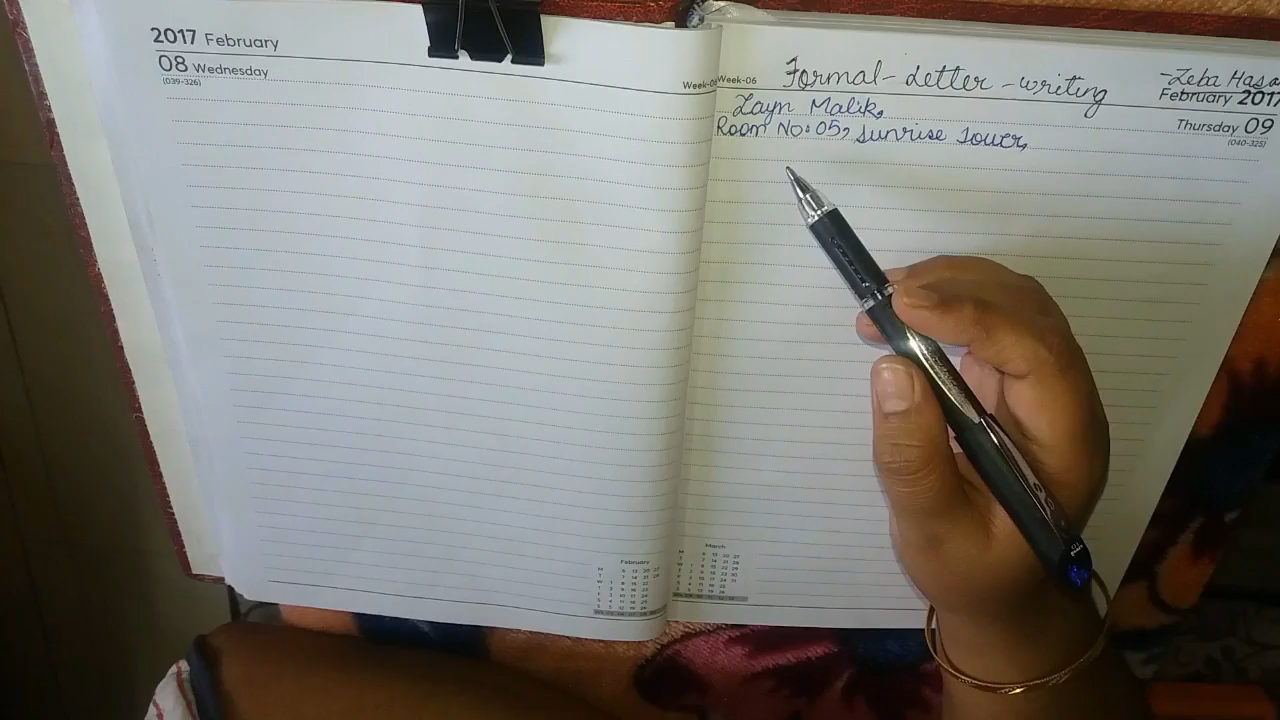 2017 February
08 Wednesday
(039-326)
Week-06
Week-06
Formal-Letter-writing
-Zeba Hasa
February 2017
Thursday 09
(040-325)
Zayn Malik,
Room No: 05, Sunrise Tower,
February
March